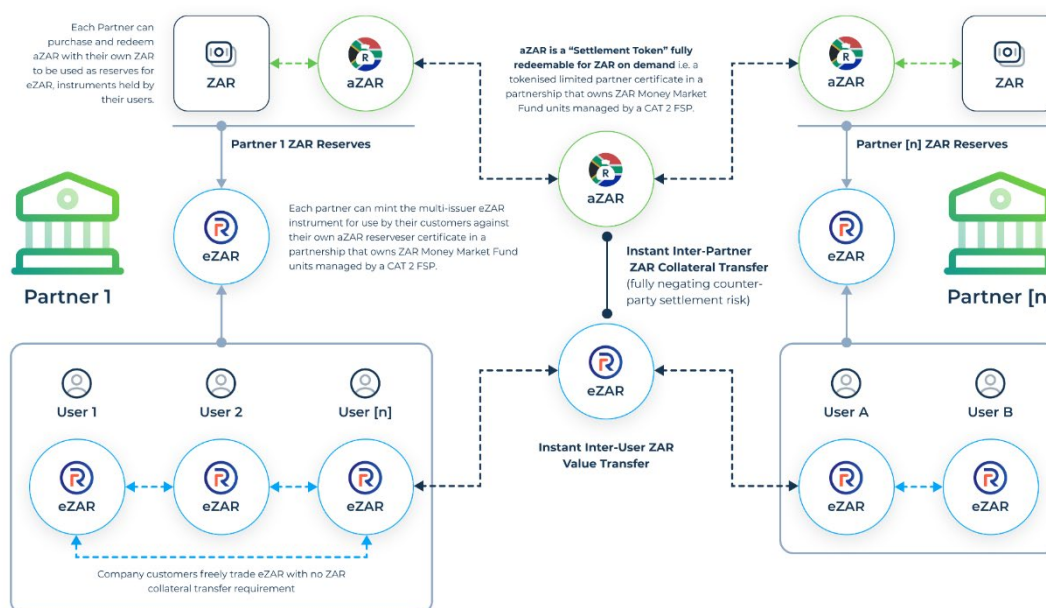 Each Partner can
purchase and redeem
aZAR with their own ZAR
to be used as reserves for
eZAR, instruments held by
their users.
ZAR
R
aZAR
aZAR is a “Settlement Token” fully
redeemable for ZAR on demand i.e. a
tokenised limited partner certificate in a
partnership that owns ZAR Money Market
Fund units managed by a CAT 2 FSP.
R
aZAR
ZAR
Partner 1 ZAR Reserves
Partner [n] ZAR Reserves
R
aZAR
Partner 1
eZAR
Each partner can mint the multi-issuer eZAR
instrument for use by their customers against
their own aZAR reserveser certificate in a
partnership that owns ZAR Money Market Fund
units managed by a CAT 2 FSP.
Instant Inter-Partner
ZAR Collateral Transfer
(fully negating counter-
party settlement risk)
eZAR
Partner [n
User 1
User 2
User [n]
eZAR
User A
User B
eZAR
eZAR
eZAR
Instant Inter-User ZAR
Value Transfer
eZAR
eZAR
Company customers freely trade eZAR with no ZAR
collateral transfer requirement